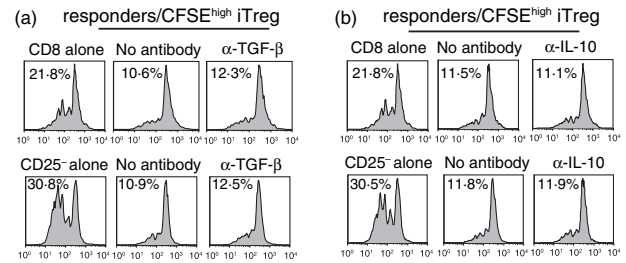 (a) responders/CFSEhigh iTreg
CD8 alone No antibody α-TGF-β
21·8% 10·6% 12·3%
10⁰ 10¹ 10² 10³ 10⁴ 10⁰ 10¹ 10² 10³ 10⁴ 10⁰ 10¹ 10² 10³ 10⁴
CD25⁻ alone No antibody α-TGF-β
30·8% 10·9% 12·5%
10⁰ 10¹ 10² 10³ 10⁴ 10⁰ 10¹ 10² 10³ 10⁴ 10⁰ 10¹ 10² 10³ 10⁴
(b) responders/CFSEhigh iTreg
CD8 alone No antibody α-IL-10
21·8% 11·5% 11·1%
10⁰ 10¹ 10² 10³ 10⁴ 10⁰ 10¹ 10² 10³ 10⁴ 10⁰ 10¹ 10² 10³ 10⁴
CD25⁻ alone No antibody α-IL-10
30·5% 11·8% 11·9%
10⁰ 10¹ 10² 10³ 10⁴ 10⁰ 10¹ 10² 10³ 10⁴ 10⁰ 10¹ 10² 10³ 10⁴